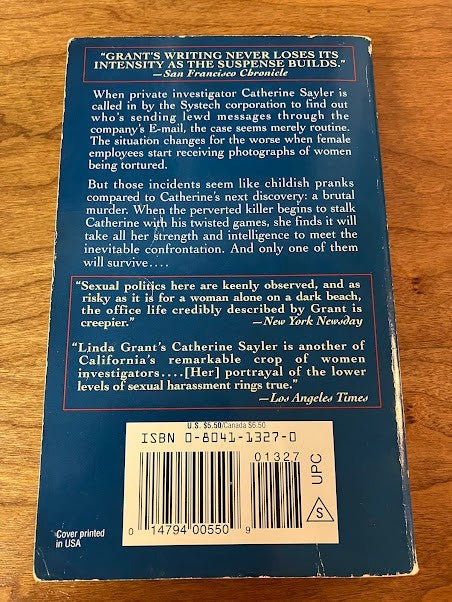 "GRANT'S WRITING NEVER LOSES ITS
INTENSITY AS THE SUSPENSE BUILDS."
—San Francisco Chronicle
When private investigator Catherine Sayler is
called in by the Systech corporation to find out
who's sending lewd messages through the
company's E-mail, the case seems merely routine.
The situation changes for the worse when female
employees start receiving photographs of women
being tortured.
But those incidents seem like childish pranks
compared to Catherine's next discovery: a brutal
murder. When the perverted killer begins to stalk
Catherine with his twisted games, she finds it will
take all her strength and intelligence to meet the
inevitable confrontation. And only one of them
will survive....
"Sexual politics here are keenly observed, and as
risky as it is for a woman alone on a dark beach,
the office life credibly described by Grant is
creepier."
—New York Newsday
"Linda Grant's Catherine Sayler is another of
California's remarkable crop of women
investigators....[Her] portrayal of the lower
levels of sexual harassment rings true."
—Los Angeles Times
U.S. $5.50/Canada $6.50
ISBN 0-8041-1327-0
01327
0 14794 00550 9
UPC
S
Cover printed
in USA